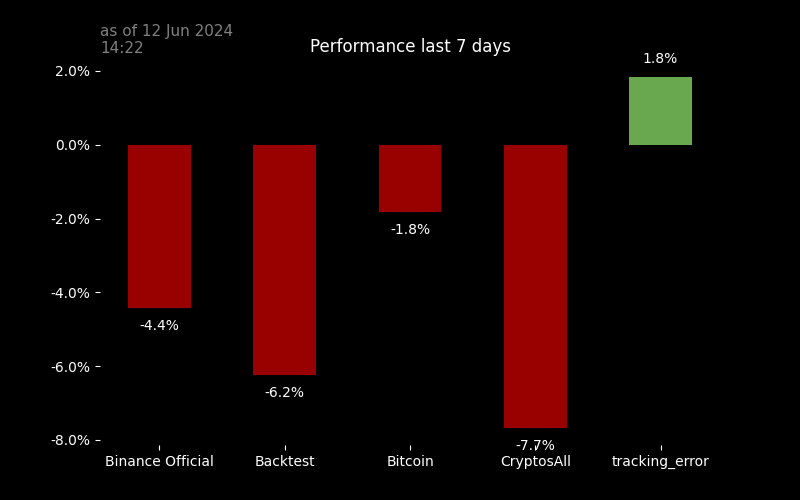 as of 12 Jun 2024
14:22
Performance last 7 days
2.0%
0.0%
-2.0%
-4.0%
-6.0%
-8.0%
1.8%
-4.4%
-6.2%
-1.8%
-7.7%
Binance Official
Backtest
Bitcoin
CryptosAll
tracking_error